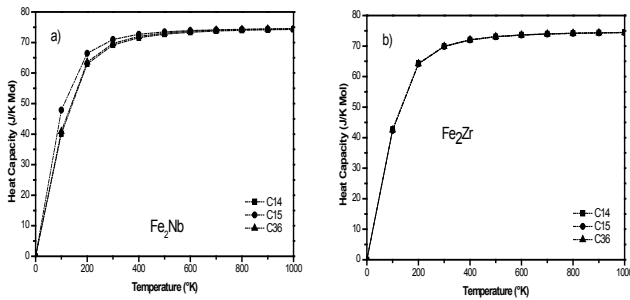 a)
Heat Capacity (J/K Mol)
80
70
60
50
40
30
20
10
0
C14
C15
C36
Fe2Nb
0 200 400 600 800 1000
Temperature (°K)
b)
Heat Capacity (J/K Mol)
80
70
60
50
40
30
20
10
0
Fe2Zr
C14
C15
C36
0 200 400 600 800 1000
Temperature (°K)